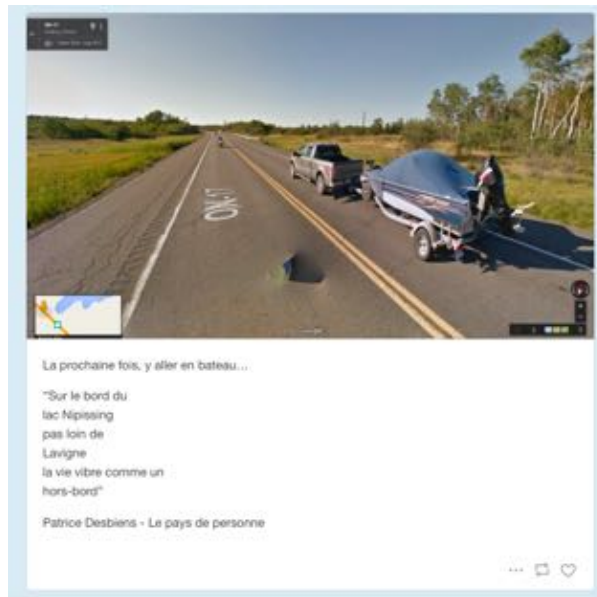 ON-17
La prochaine fois, y aller en bateau...
"Sur le bord du
lac Nipissing
pas loin de
Lavigne
la vie vibre comme un
hors-bord"
Patrice Desbiens - Le pays de personne